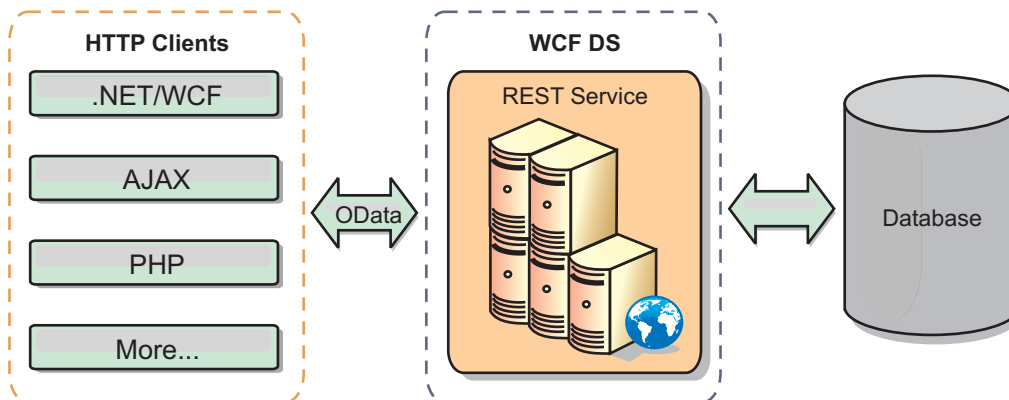 HTTP Clients
.NET/WCF
AJAX
PHP
More...
OData
WCF DS
REST Service
Database